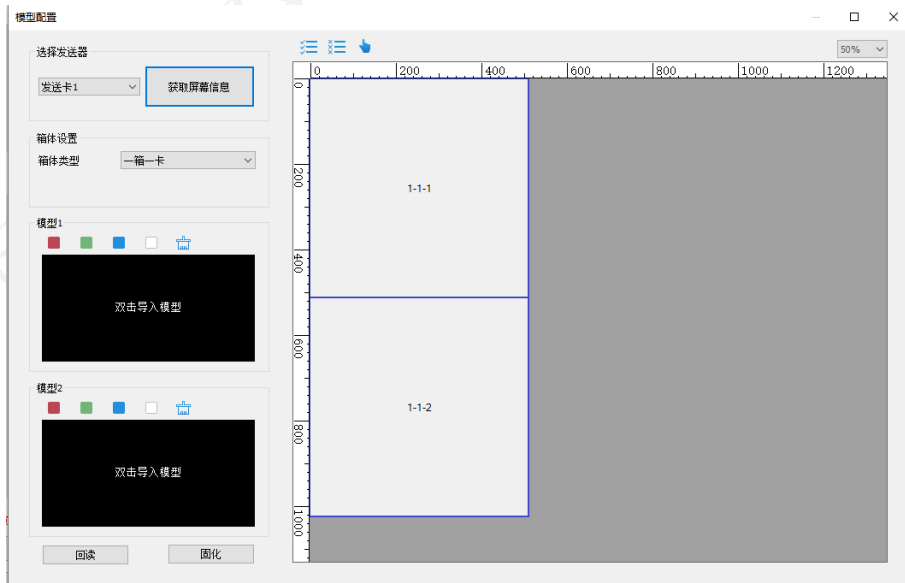 模型配置
选择发送器
发送卡1
获取屏幕信息
箱体设置
箱体类型
一箱一卡
模型1
双击导入模型
模型2
双击导入模型
回读
固化
50%
0 200 400 600 800 1000 1200
0
200
400
600
800
1000
1-1-1
1-1-2